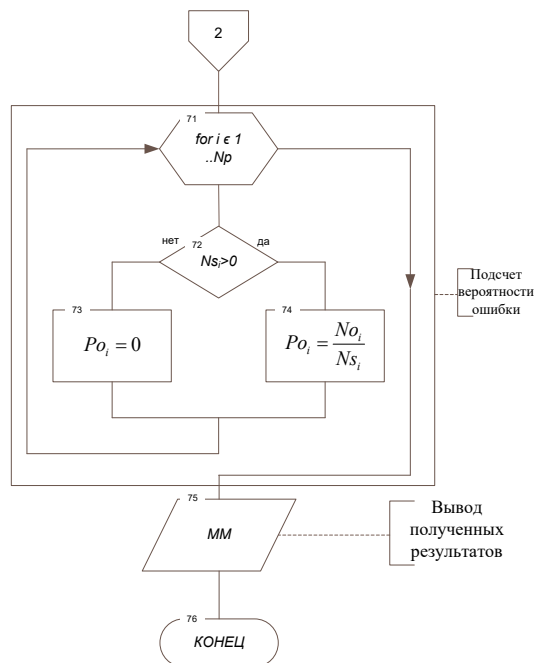 2
71
for i є 1
..Np
нет
72
да
Nsᵢ>0
73
Poᵢ = 0
74
Poᵢ = Noᵢ / Nsᵢ
Подсчет
вероятности
ошибки
75
ММ
Вывод
полученных
результатов
76
КОНЕЦ